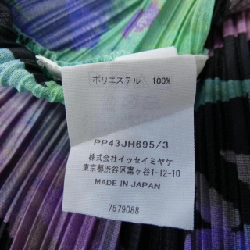 ポリエステル 100%
PP43JH695/3
株式会社イッセイミヤケ
東京都渋谷区富ヶ谷1-12-10
MADE IN JAPAN
7679088